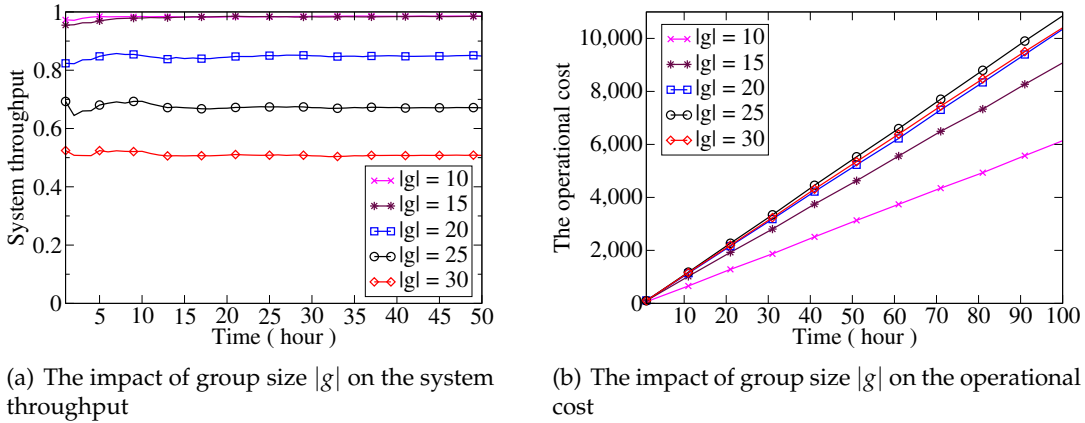 1
0.8
0.6
0.4
0.2
0
System throughput
|g| = 10
|g| = 15
|g| = 20
|g| = 25
|g| = 30
5 10 15 20 25 30 35 40 45 50
Time ( hour )
(a) The impact of group size |g| on the system
throughput
10,000
8,000
6,000
4,000
2,000
0
The operational cost
|g| = 10
|g| = 15
|g| = 20
|g| = 25
|g| = 30
10 20 30 40 50 60 70 80 90 100
Time ( hour )
(b) The impact of group size |g| on the operational
cost